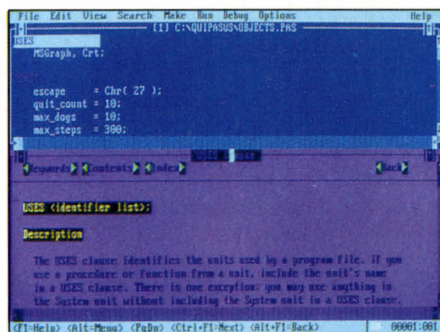 File Edit View Search Make Run Debug Options Help
[1] C:\QUIPASUS\OBJECTS.PAS
USES
MSGraph, Crt;
escape = Chr( 27 );
quit_count = 10;
max_dogs = 10;
max_steps = 300;
USES
Keywords Contents Index Back
USES <identifier list>;
Description
The USES clause identifies the units used by a program file. If you
use a procedure or function from a unit, include the unit's name
in a USES clause. There is one exception: you may use anything in
the System unit without including the System unit in a USES clause.
<F1=Help> <Alt=Menu> <PgDn> <Ctrl+F1=Next> <Alt+F1=Back> 00001:001